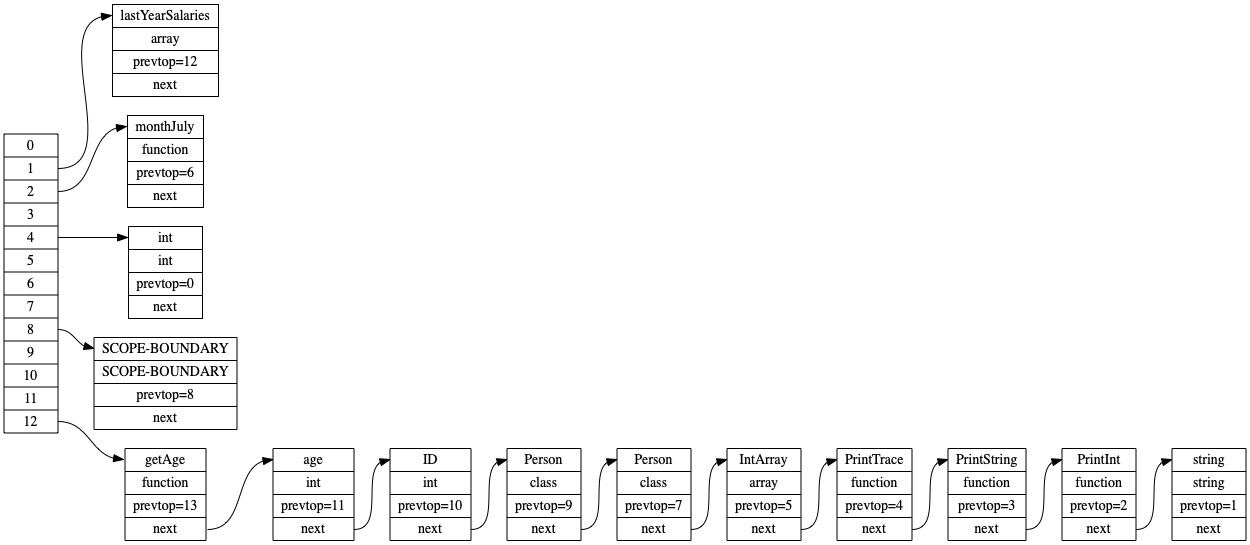 0
1
2
3
4
5
6
7
8
9
10
11
12
lastYearSalaries
array
prevtop=12
next
monthJuly
function
prevtop=6
next
int
int
prevtop=0
next
SCOPE-BOUNDARY
SCOPE-BOUNDARY
prevtop=8
next
getAge
function
prevtop=13
next
age
int
prevtop=11
next
ID
int
prevtop=10
next
Person
class
prevtop=9
next
Person
class
prevtop=7
next
IntArray
array
prevtop=5
next
PrintTrace
function
prevtop=4
next
PrintString
function
prevtop=3
next
PrintInt
function
prevtop=2
next
string
string
prevtop=1
next